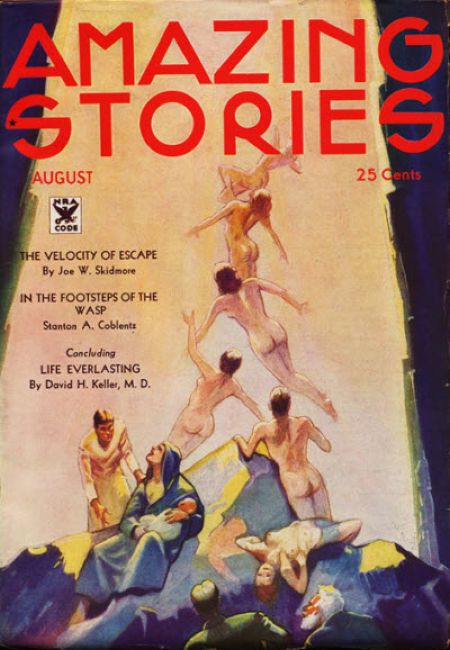 AMAZING
STORIES
AUGUST
25 Cents
NRA
CODE
THE VELOCITY OF ESCAPE
By Joe W. Skidmore
IN THE FOOTSTEPS OF THE
WASP
Stanton A. Coblentz
Concluding
LIFE EVERLASTING
By David H. Keller, M. D.